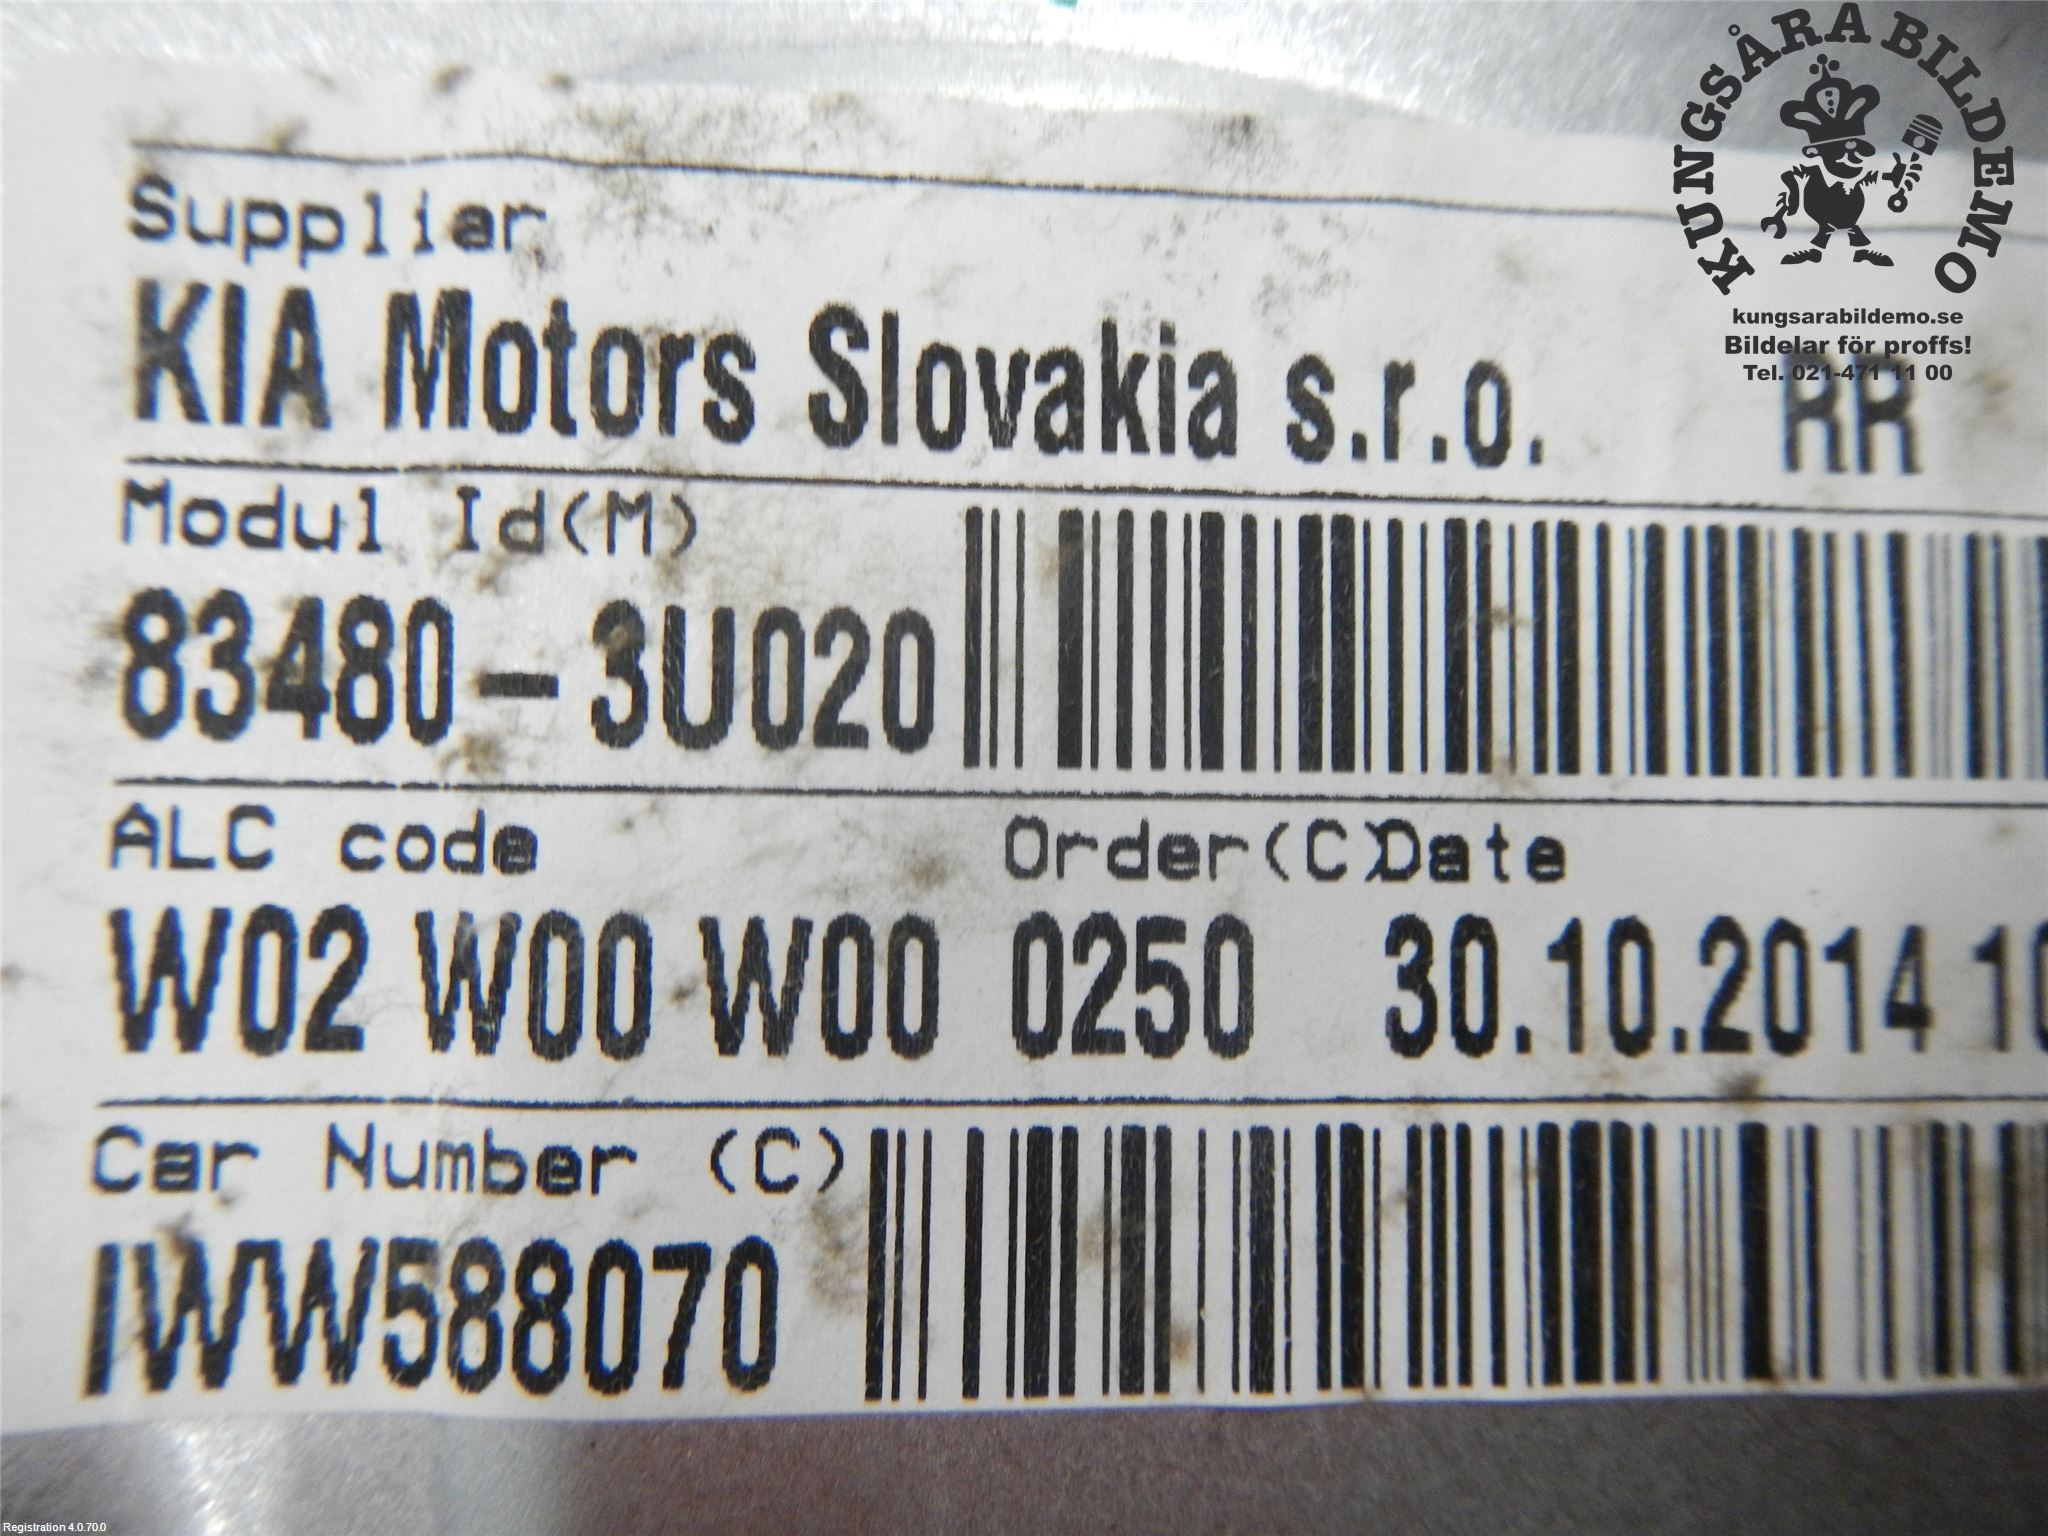 KUNGSÅRA BILDEMO
kungsarabildemo.se
Bildelar för proffs!
Tel. 021-471 11 00
Supplier
KIA Motors Slovakia s.r.o. RR
Modul Id(M)
83480-3U020
ALC code Order(C)Date
W02 W00 W00 0250 30.10.2014 10
Car Number (C)
IWW588070
Registration 4.0.70.0